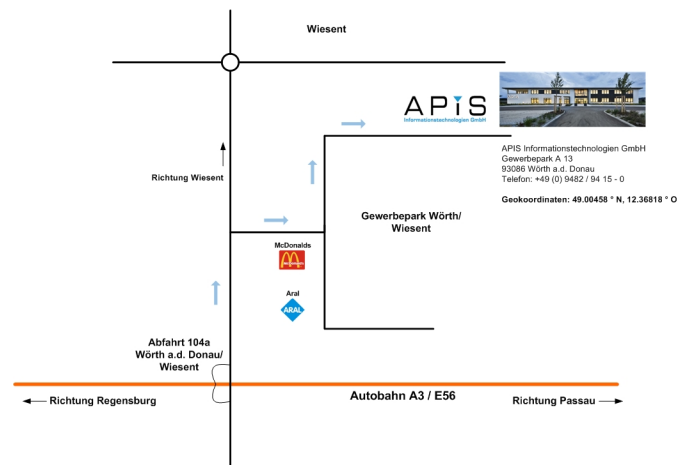 Wiesent
APiS
Informationstechnologien GmbH
APIS Informationstechnologien GmbH
Gewerbepark A 13
93086 Wörth a.d. Donau
Telefon: +49 (0) 9482 / 94 15 - 0
Geokoordinaten: 49.00458 ° N, 12.36818 ° O
Richtung Wiesent
Gewerbepark Wörth/
Wiesent
McDonalds
Aral
ARAL
Abfahrt 104a
Wörth a.d. Donau/
Wiesent
Autobahn A3 / E56
Richtung Regensburg
Richtung Passau